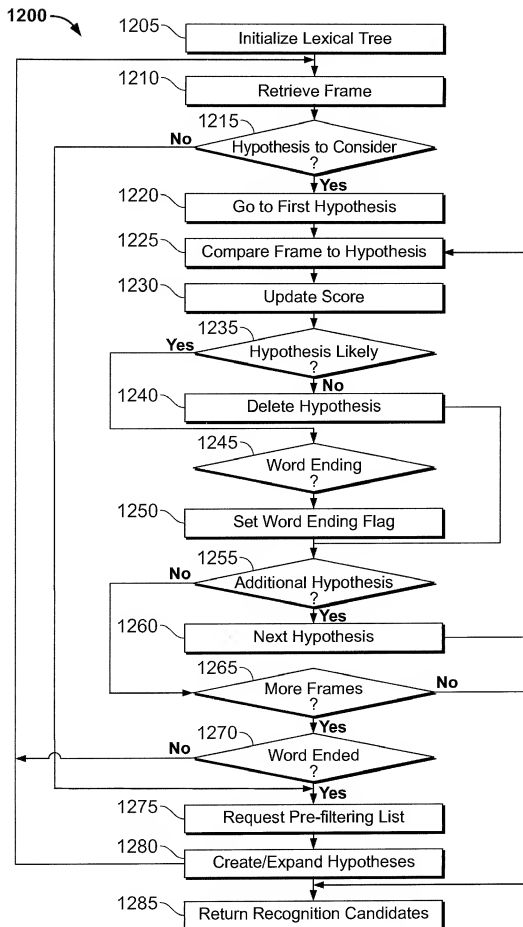 1200
1205
Initialize Lexical Tree
1210
Retrieve Frame
1215
No
Hypothesis to Consider
?
Yes
1220
Go to First Hypothesis
1225
Compare Frame to Hypothesis
1230
Update Score
1235
Yes
Hypothesis Likely
?
No
1240
Delete Hypothesis
1245
Word Ending
?
1250
Set Word Ending Flag
1255
No
Additional Hypothesis
?
Yes
1260
Next Hypothesis
1265
More Frames
No
?
Yes
1270
No
Word Ended
?
Yes
1275
Request Pre-filtering List
1280
Create/Expand Hypotheses
1285
Return Recognition Candidates